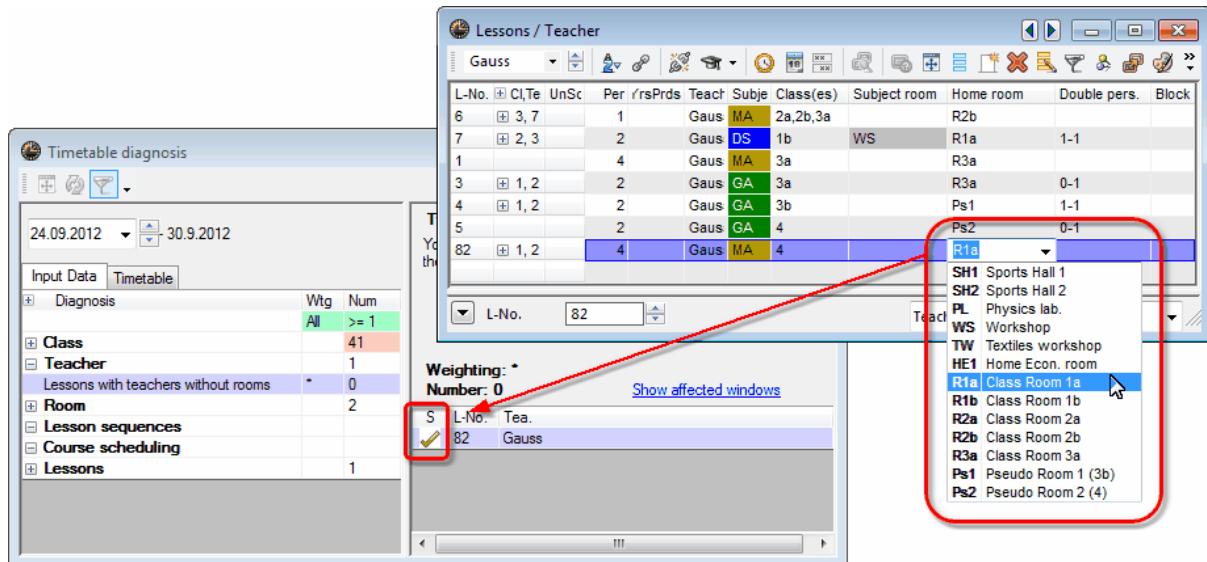 Lessons / Teacher
Gauss
L-No. Cl,Te UnSc Per YrsPrds Teach Subje Class(es) Subject room Home room Double pers. Block
6 3, 7 1 Gaus MA 2a,2b,3a R2b
7 2, 3 2 Gaus DS 1b WS R1a 1-1
1 4 Gaus MA 3a R3a
3 1, 2 2 Gaus GA 3a R3a 0-1
4 1, 2 2 Gaus GA 3b Ps1 1-1
5 2 Gaus GA 4 Ps2 0-1
82 1, 2 4 Gaus MA 4 R1a
SH1 Sports Hall 1
SH2 Sports Hall 2
PL Physics lab.
WS Workshop
TW Textiles workshop
HE1 Home Econ. room
R1a Class Room 1a
R1b Class Room 1b
R2a Class Room 2a
R2b Class Room 2b
R3a Class Room 3a
Ps1 Pseudo Room 1 (3b)
Ps2 Pseudo Room 2 (4)
L-No. 82 Teach
Timetable diagnosis
24.09.2012 - 30.9.2012
Input Data Timetable
Diagnosis Wtg Num
All >= 1
Class 41
Teacher 1
Lessons with teachers without rooms * 0
Room 2
Lesson sequences
Course scheduling
Lessons 1
Weighting: *
Number: 0 Show affected windows
S L-No. Tea.
82 Gauss